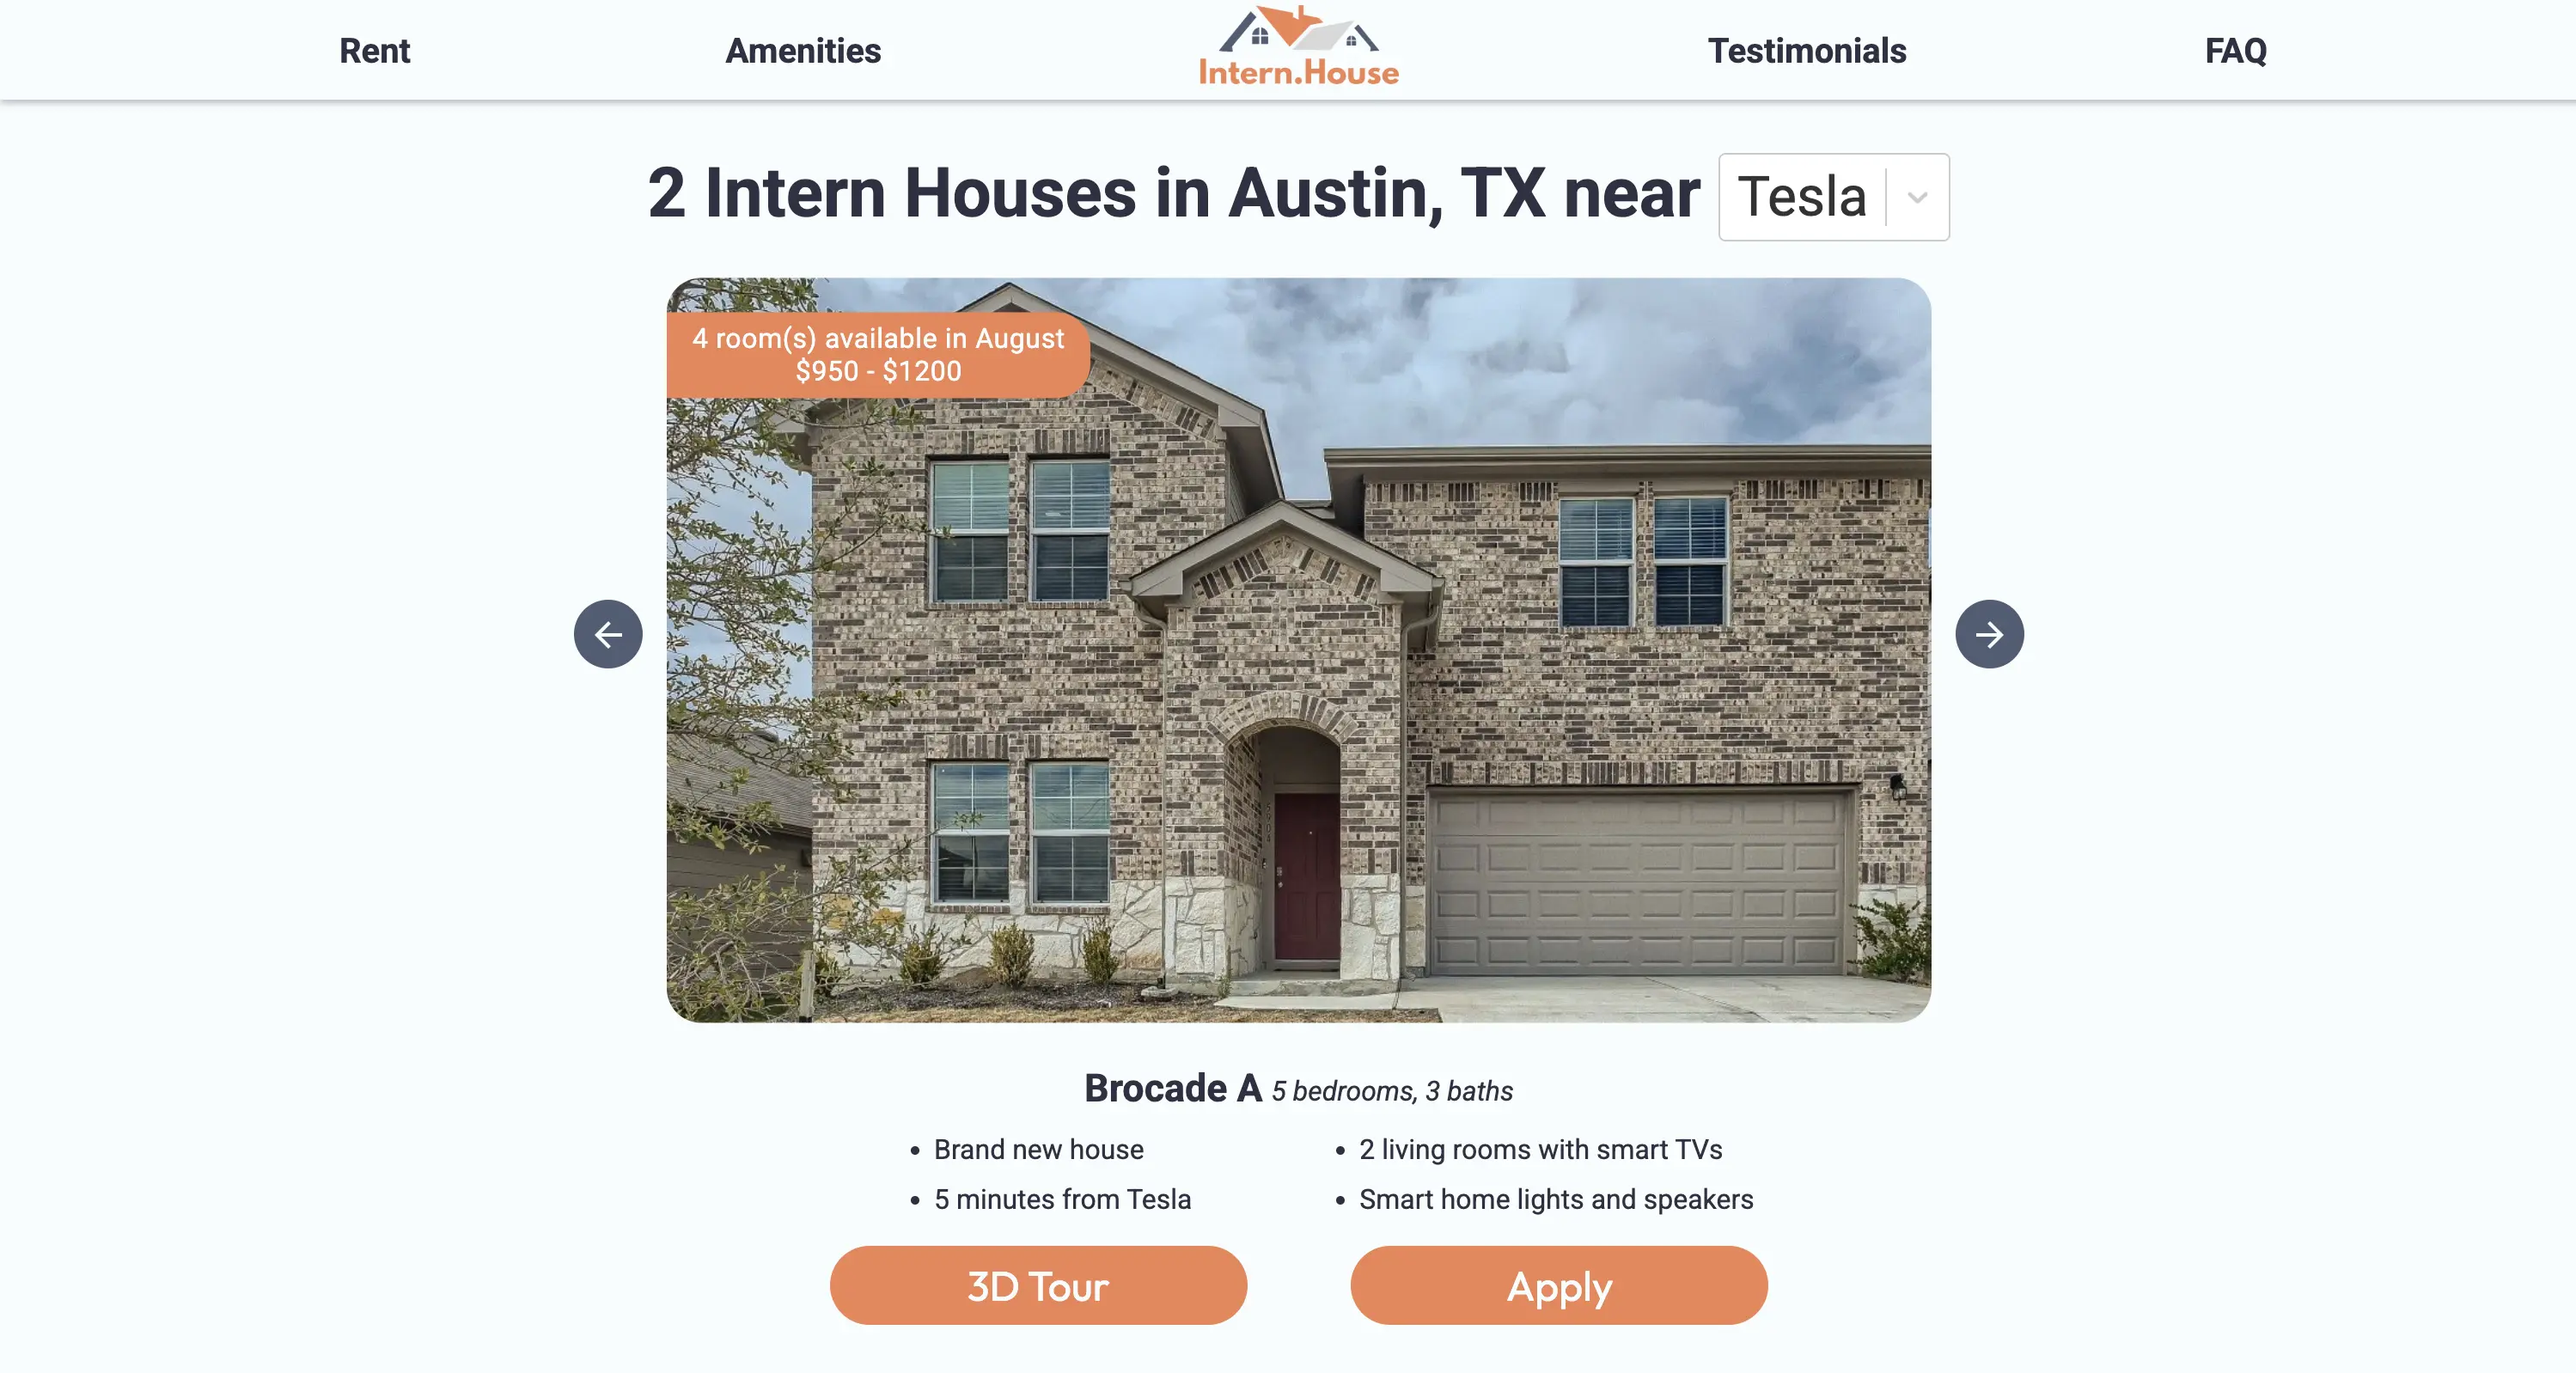 Rent
Amenities
Intern.House
Testimonials
FAQ
2 Intern Houses in Austin, TX near Tesla
4 room(s) available in August
$950 - $1200
Brocade A 5 bedrooms, 3 baths
• Brand new house
• 2 living rooms with smart TVs
• 5 minutes from Tesla
• Smart home lights and speakers
3D Tour
Apply